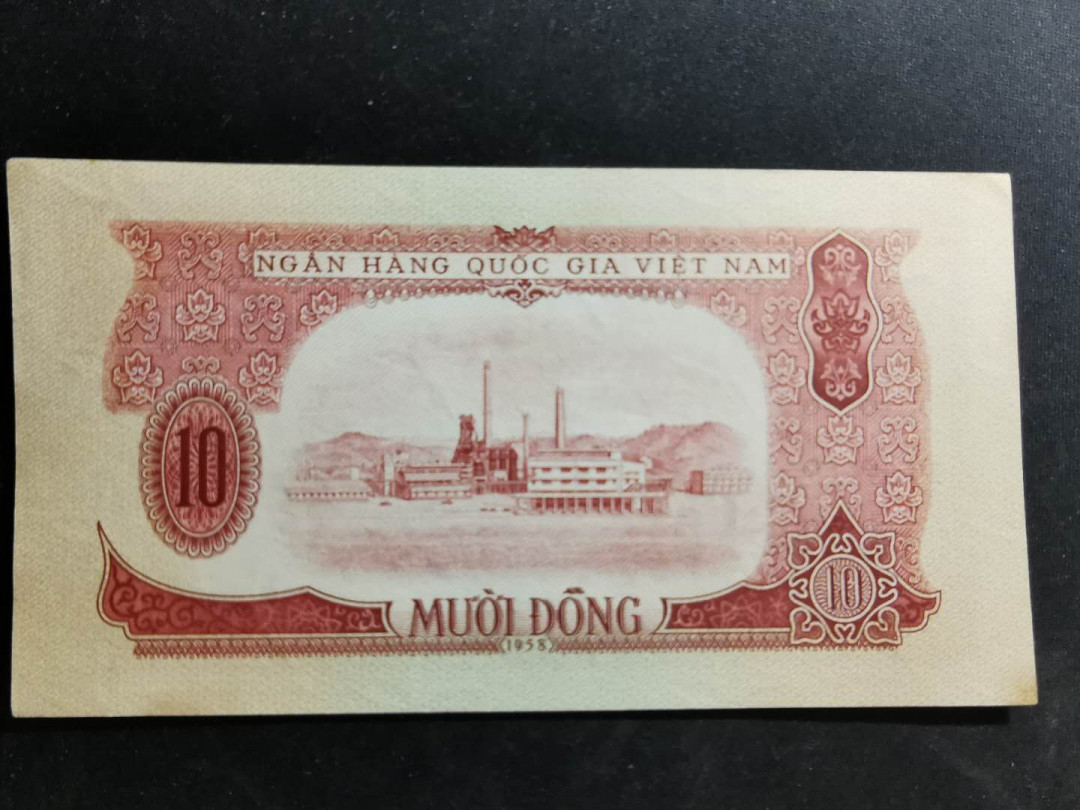 NGÂN HÀNG QUỐC GIA VIỆT NAM
10
10
MƯỜI ĐỒNG
1958